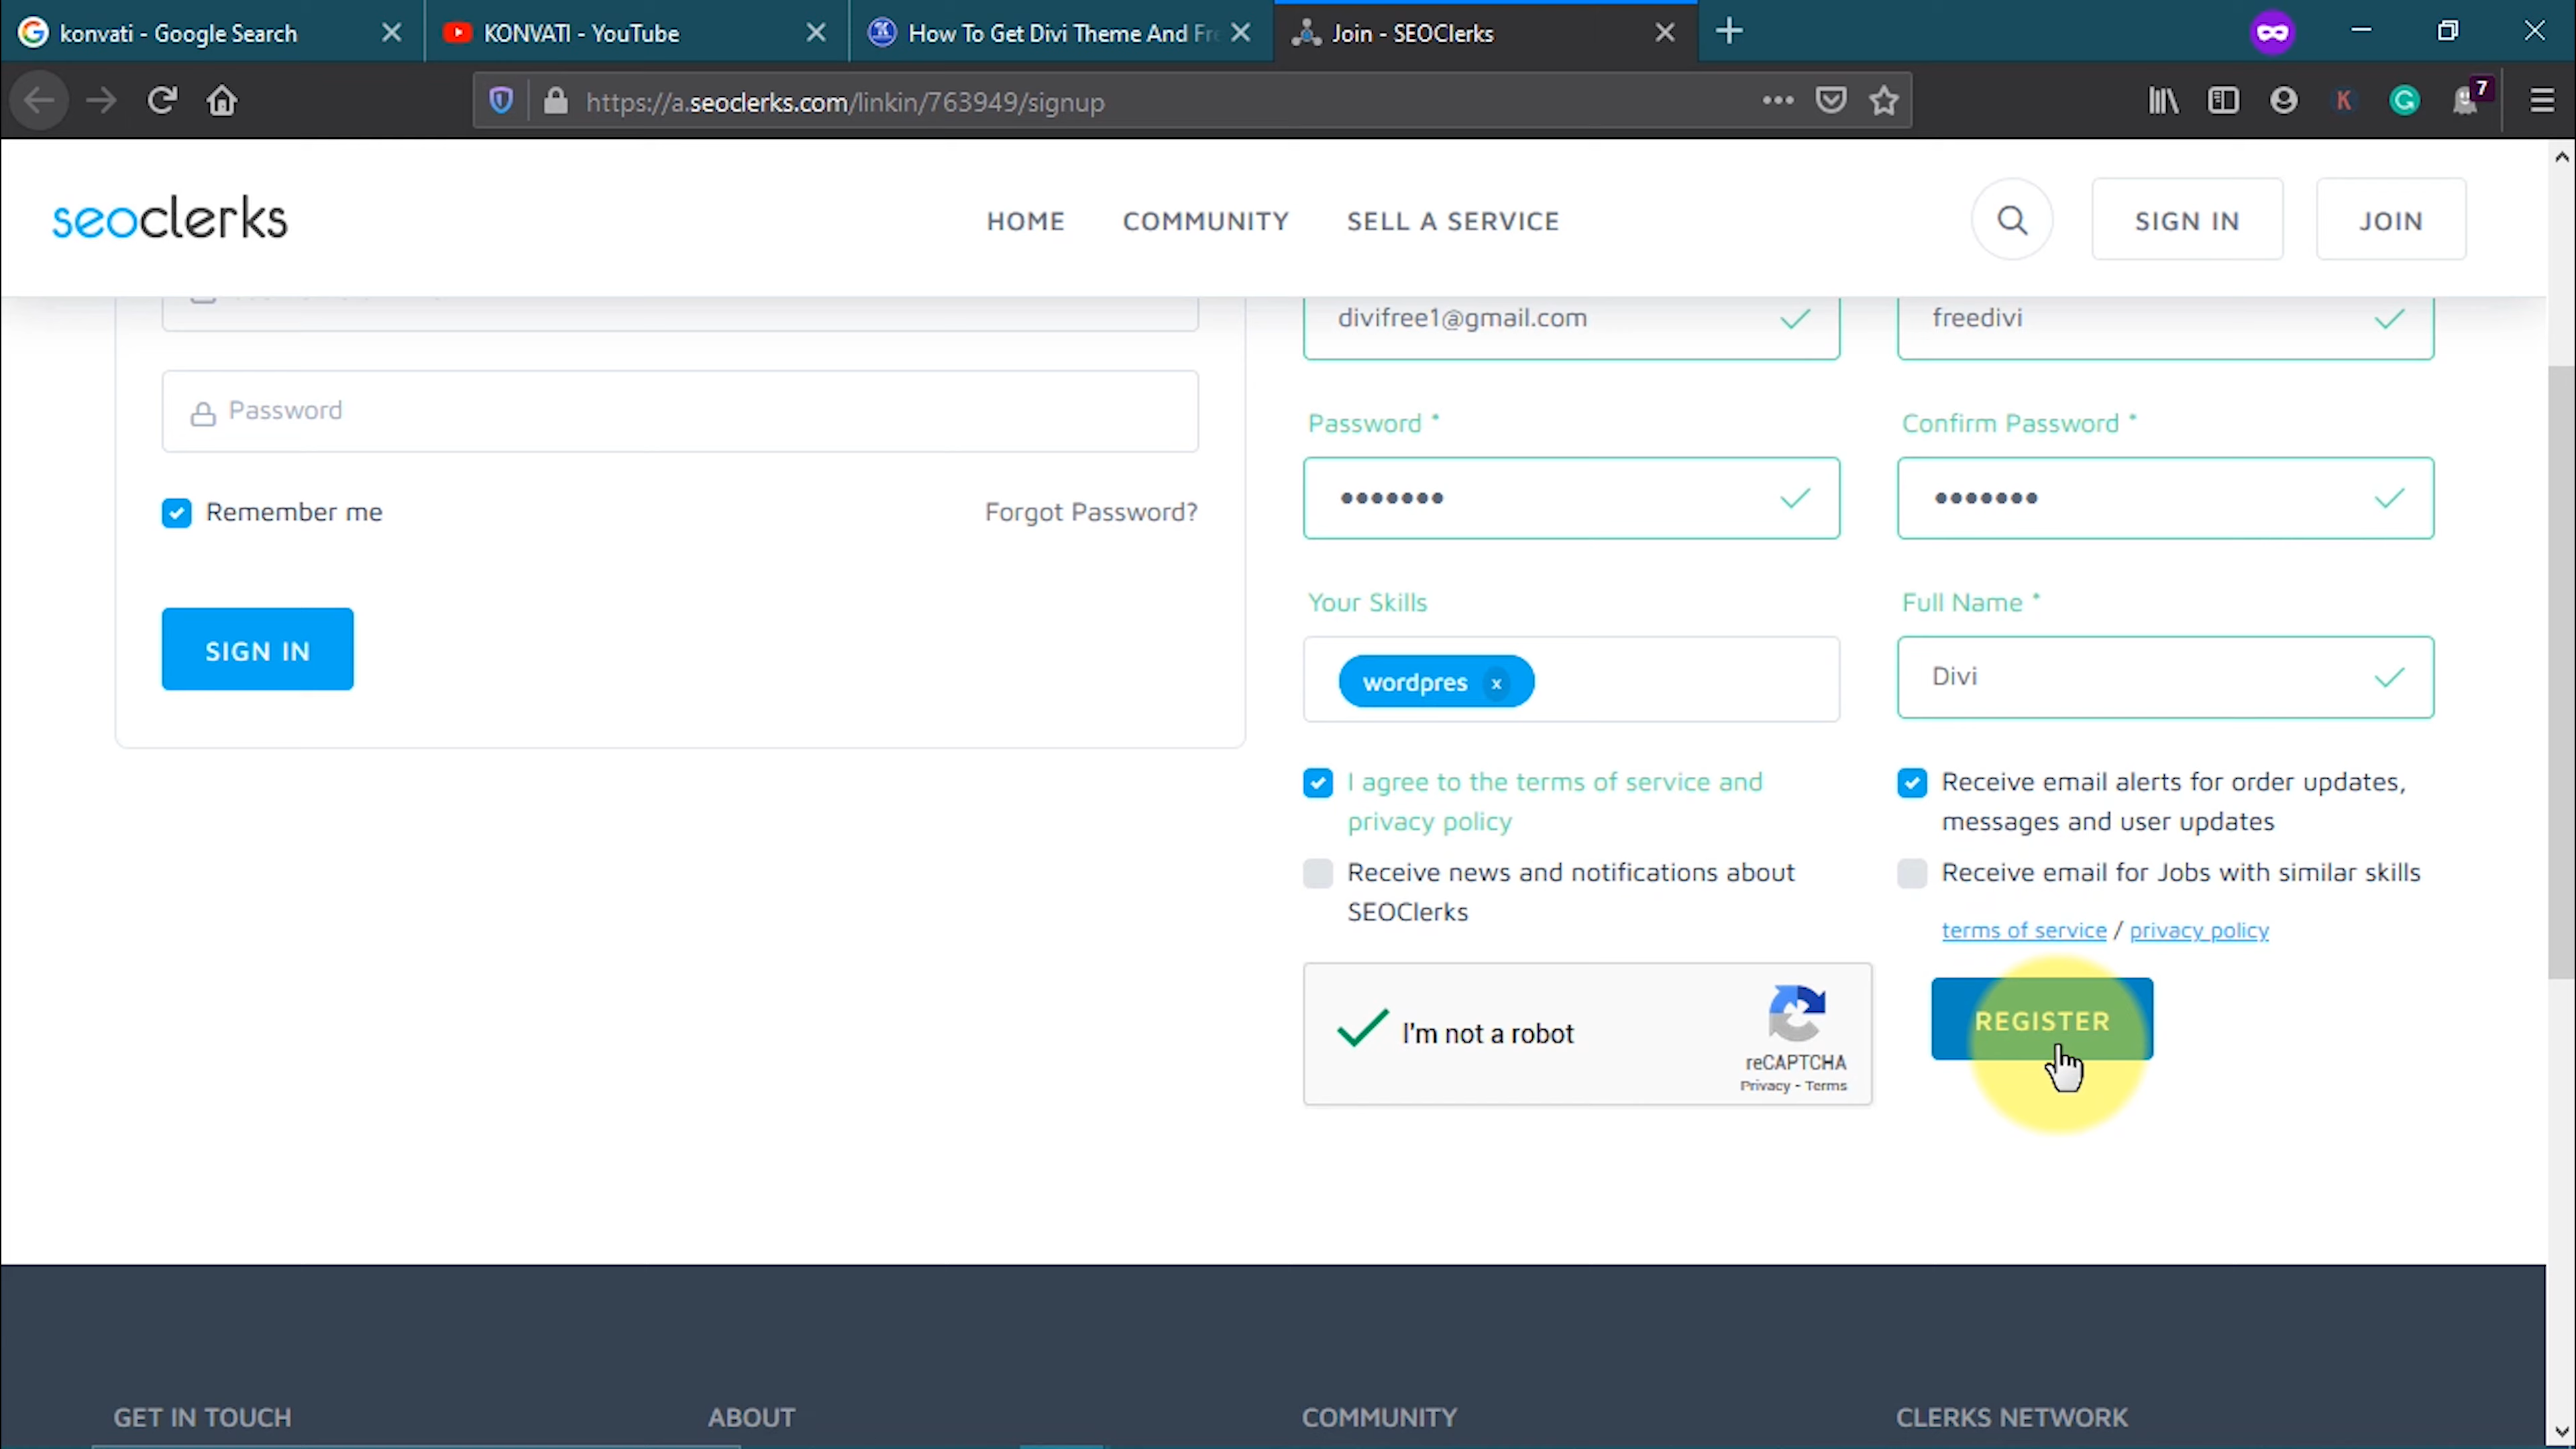 konvati - Google Search
KONVATI - YouTube
How To Get Divi Theme And Fre
Join - SEOClerks
https://a.seoclerks.com/linkin/763949/signup
K
G
7
seoclerks
HOME
COMMUNITY
SELL A SERVICE
SIGN IN
JOIN
divifree1@gmail.com
freedivi
Password
Password *
Confirm Password *
Remember me
Forgot Password?
Your Skills
Full Name *
SIGN IN
wordpres x
Divi
I agree to the terms of service and
privacy policy
Receive email alerts for order updates,
messages and user updates
Receive news and notifications about
SEOClerks
Receive email for Jobs with similar skills
terms of service / privacy policy
I'm not a robot
reCAPTCHA
Privacy - Terms
REGISTER
GET IN TOUCH
ABOUT
COMMUNITY
CLERKS NETWORK